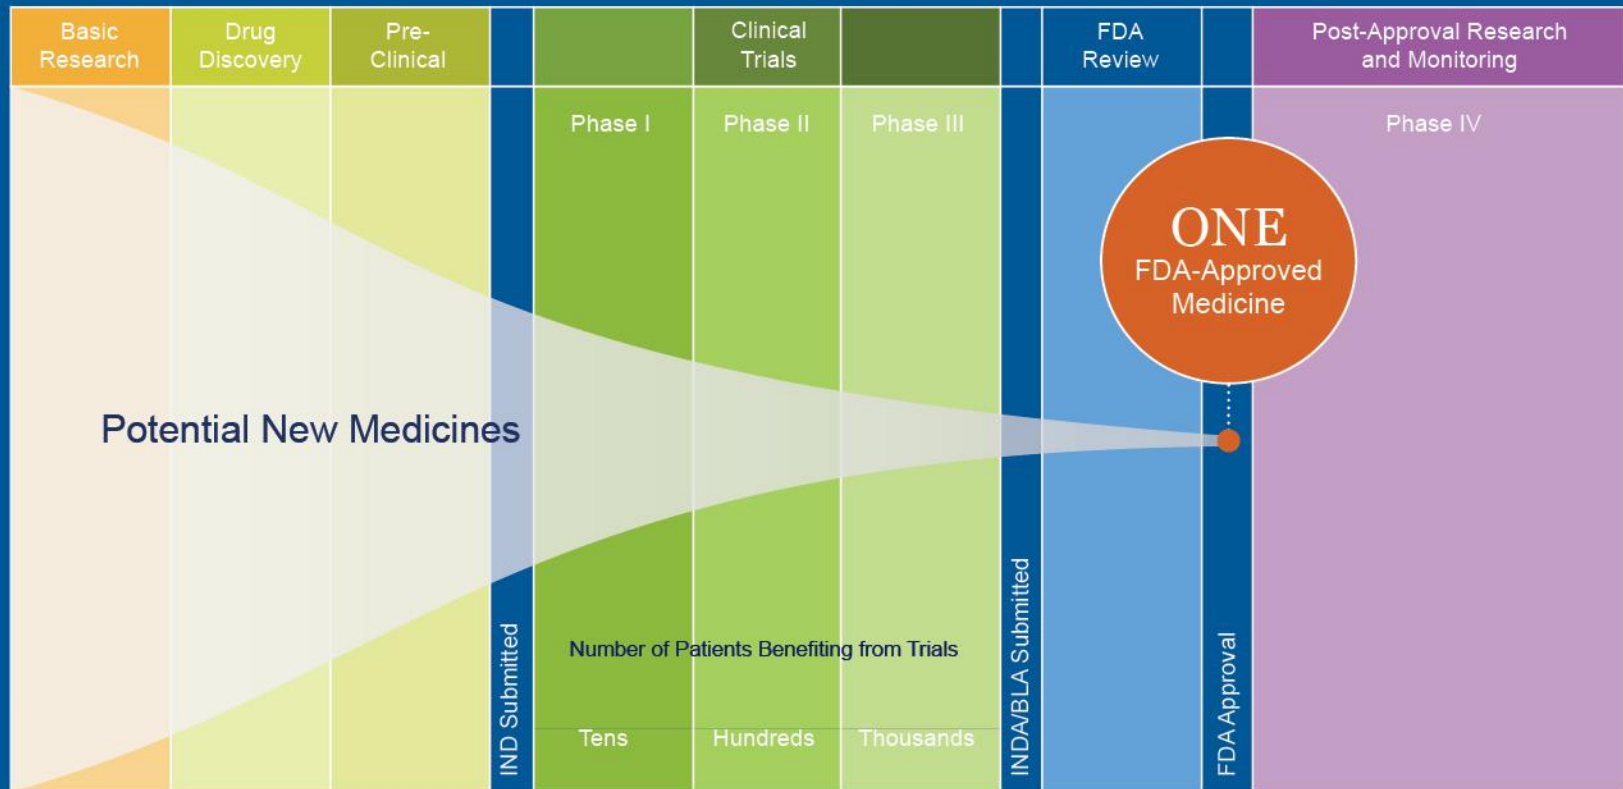 Basic
Research
Drug
Discovery
Pre-
Clinical
Clinical
Trials
FDA
Review
Post-Approval Research
and Monitoring
Phase I
Phase II
Phase III
Phase IV
ONE
FDA-Approved
Medicine
Potential New Medicines
IND Submitted
Number of Patients Benefiting from Trials
Tens
Hundreds
Thousands
INDA/BLA Submitted
FDA Approval